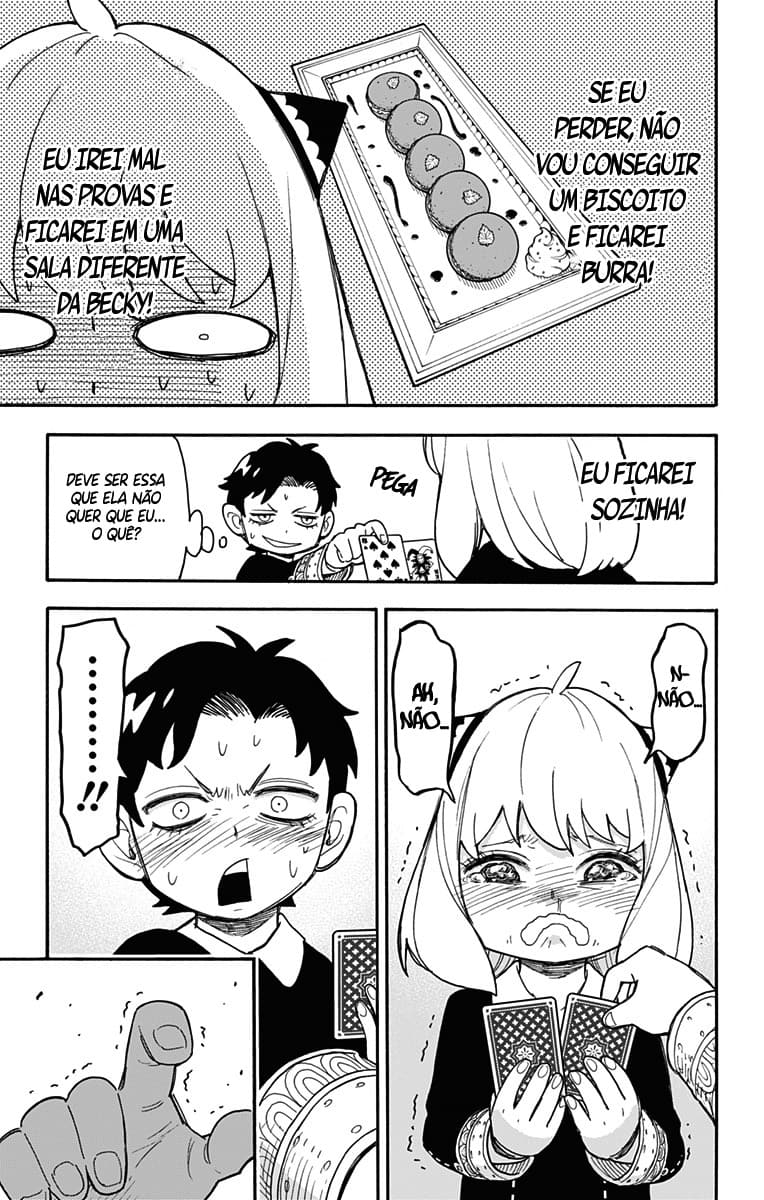 SE EU
PERDER, NÃO
VOU CONSEGUIR
UM BISCOITO
E FICAREI
BURRA!
EU IREI MAL
NAS PROVAS E
FICAREI EM UMA
SALA DIFERENTE
DA BECKY!
EU FICAREI
SOZINHA!
PEGA
DEVE SER ESSA
QUE ELA NÃO
QUER QUE EU...
O QUÊ?
N-
NÃO...
AH,
NÃO...
.........!!